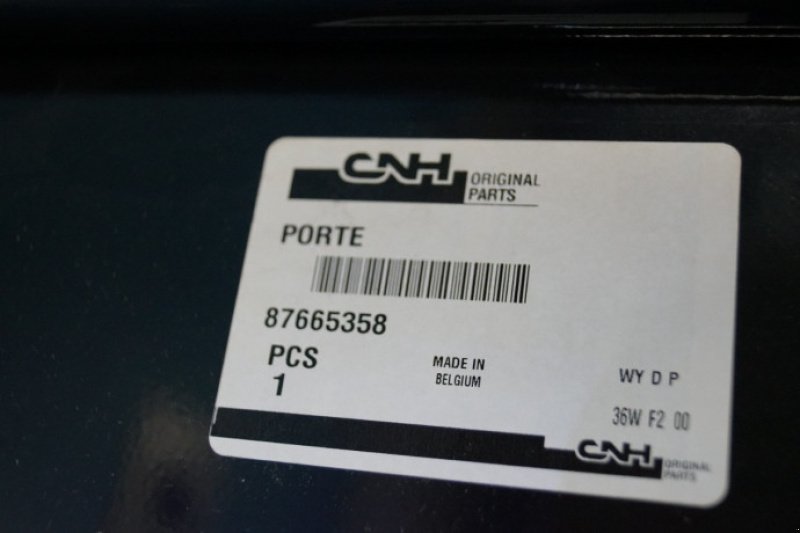 CNH ORIGINAL
PARTS
PORTE
87665358
PCS
1
MADE IN
BELGIUM
WY D P
36W F2 00
CNH ORIGINAL
PARTS